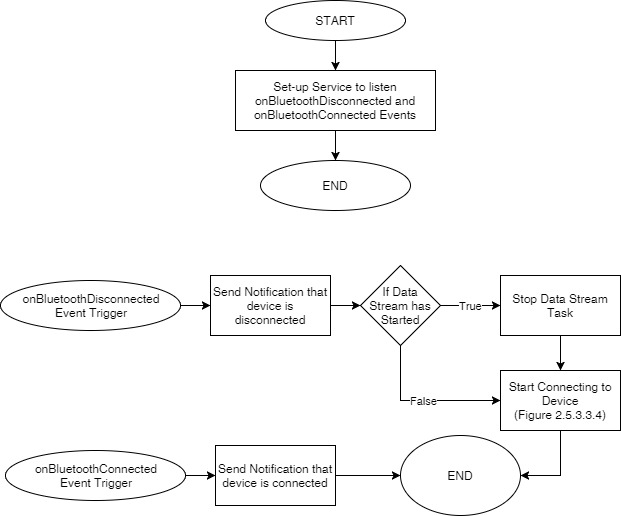 START
Set-up Service to listen
onBluetoothDisconnected and
onBluetoothConnected Events
END
onBluetoothDisconnected
Event Trigger
Send Notification that
device is
disconnected
If Data
Stream has
Started
True
Stop Data Stream
Task
False
Start Connecting to
Device
(Figure 2.5.3.3.4)
onBluetoothConnected
Event Trigger
Send Notification that
device is connected
END